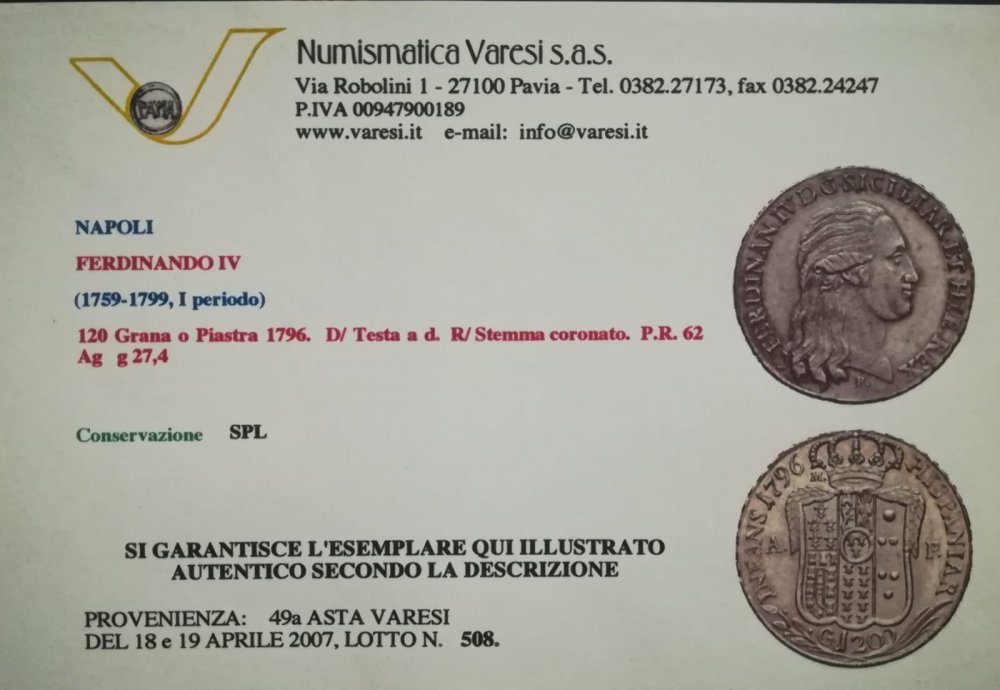 PAVIA
Numismatica Varesi s.a.s.
Via Robolini 1 - 27100 Pavia - Tel. 0382.27173, fax 0382.24247
P.IVA 00947900189
www.varesi.it e-mail: info@varesi.it
NAPOLI
FERDINANDO IV
(1759-1799, I periodo)
120 Grana o Piastra 1796. D/ Testa a d. R/ Stemma coronato. P.R. 62
Ag g 27,4
Conservazione SPL
SI GARANTISCE L'ESEMPLARE QUI ILLUSTRATO
AUTENTICO SECONDO LA DESCRIZIONE
PROVENIENZA: 49a ASTA VARESI
DEL 18 e 19 APRILE 2007, LOTTO N. 508.
FERDINAN.IV D.G.SICILIAR.ET HIE.REX
P.
INFANS 1796 HISPANIAR
M.
A. P.
G.120